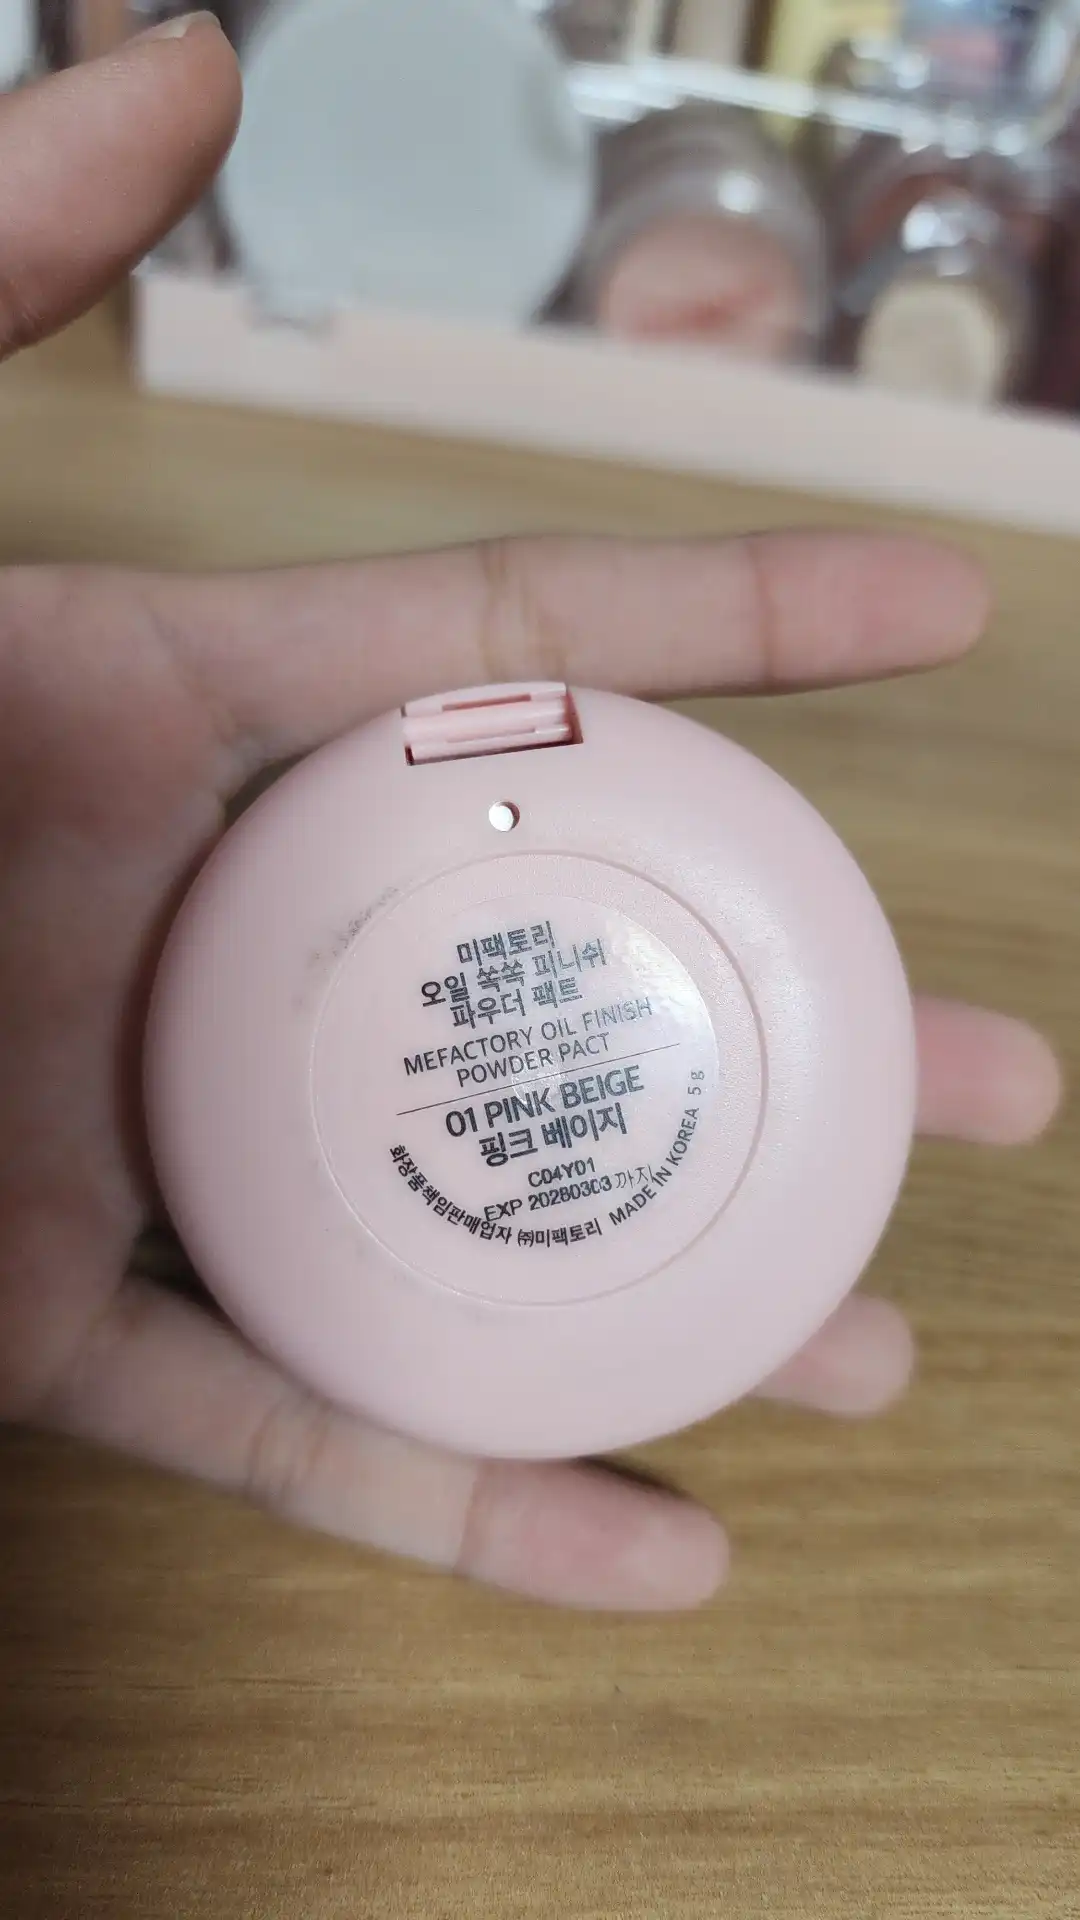 미팩토리
오일 쏙쏙 피니쉬
파우더 팩트
MEFACTORY OIL FINISH
POWDER PACT
01 PINK BEIGE
핑크 베이지
C04Y01
EXP 20280303 까지
화장품책임판매업자 ㈜미팩토리 MADE IN KOREA 5 g